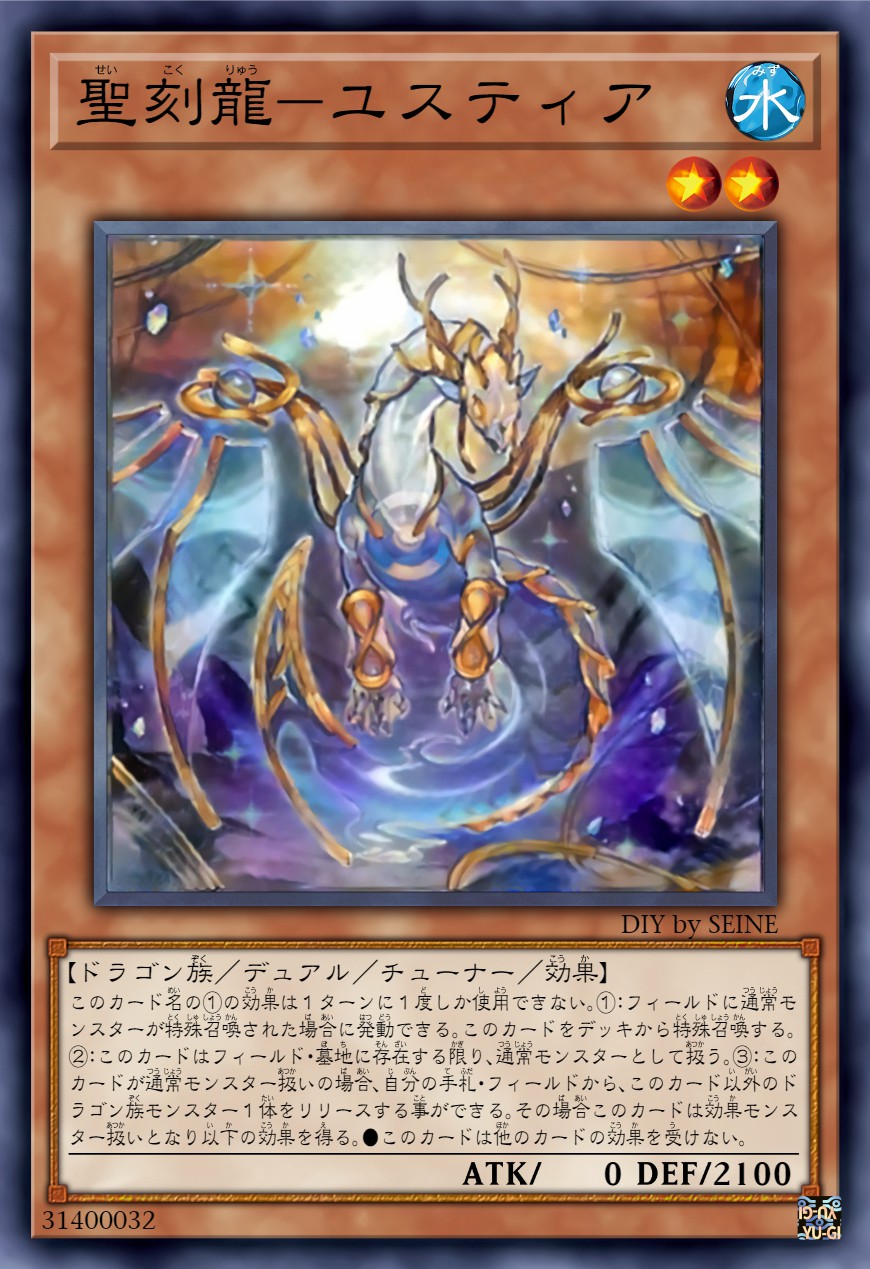 聖刻龍－ユスティア
水
DIY by SEINE
【ドラゴン族／デュアル／チューナー／効果】
このカード名の①の効果は１ターンに１度しか使用できない。①:フィールドに通常モ
ンスターが特殊召喚された場合に発動できる。このカードをデッキから特殊召喚する。
②:このカードはフィールド・墓地に存在する限り、通常モンスターとして扱う。③:この
カードが通常モンスター扱いの場合、自分の手札・フィールドから、このカード以外のド
ラゴン族モンスター１体をリリースする事ができる。その場合このカードは効果モンス
ター扱いとなり以下の効果を得る。●このカードは他のカードの効果を受けない。
ATK/ 0 DEF/2100
31400032